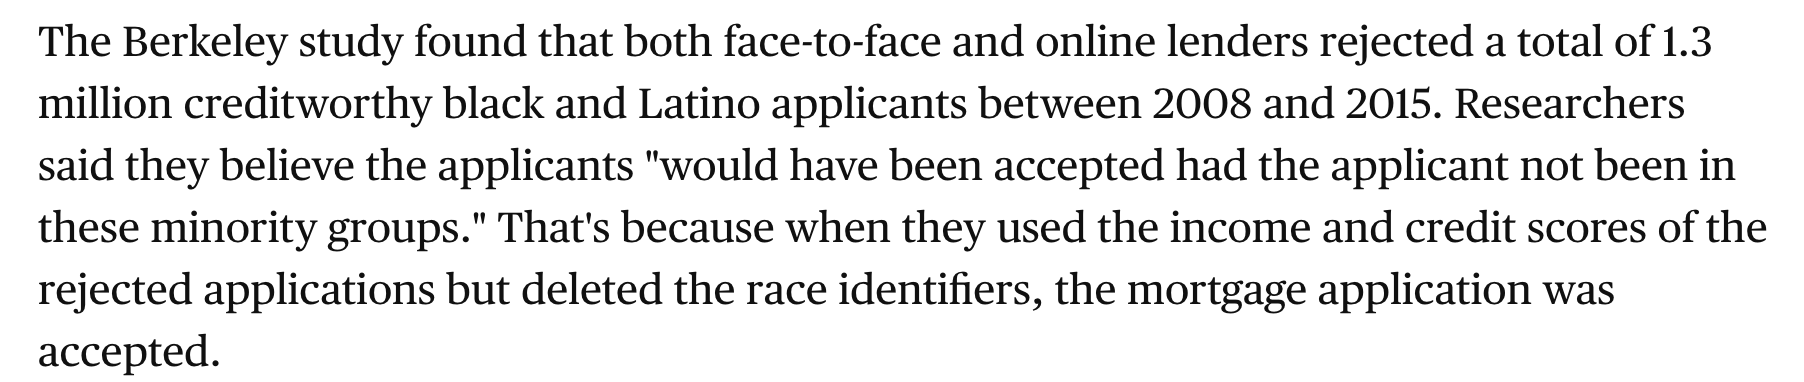 The Berkeley study found that both face-to-face and online lenders rejected a total of 1.3
million creditworthy black and Latino applicants between 2008 and 2015. Researchers
said they believe the applicants "would have been accepted had the applicant not been in
these minority groups." That's because when they used the income and credit scores of the
rejected applications but deleted the race identifiers, the mortgage application was
accepted.